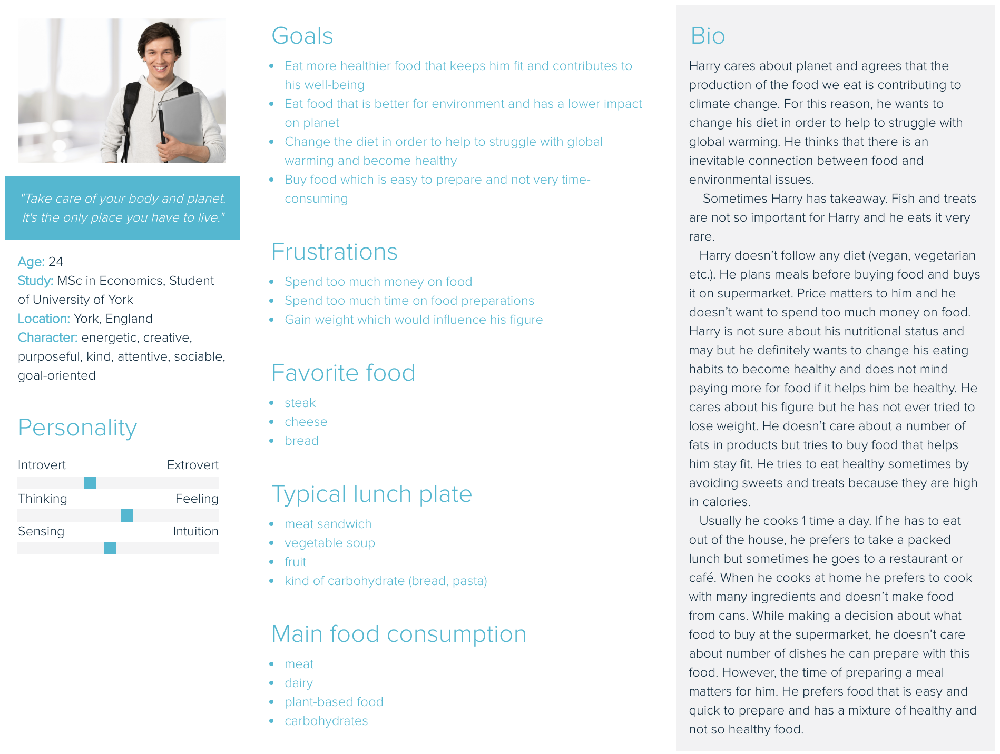 "Take care of your body and planet.
It's the only place you have to live."
Age: 24
Study: MSc in Economics, Student
of University of York
Location: York, England
Character: energetic, creative,
purposeful, kind, attentive, sociable,
goal-oriented
Personality
Introvert Extrovert
Thinking Feeling
Sensing Intuition
Goals
• Eat more healthier food that keeps him fit and contributes to
his well-being
• Eat food that is better for environment and has a lower impact
on planet
• Change the diet in order to help to struggle with global
warming and become healthy
• Buy food which is easy to prepare and not very time-
consuming
Frustrations
• Spend too much money on food
• Spend too much time on food preparations
• Gain weight which would influence his figure
Favorite food
• steak
• cheese
• bread
Typical lunch plate
• meat sandwich
• vegetable soup
• fruit
• kind of carbohydrate (bread, pasta)
Main food consumption
• meat
• dairy
• plant-based food
• carbohydrates
Bio
Harry cares about planet and agrees that the
production of the food we eat is contributing to
climate change. For this reason, he wants to
change his diet in order to help to struggle with
global warming. He thinks that there is an
inevitable connection between food and
environmental issues.
Sometimes Harry has takeaway. Fish and treats
are not so important for Harry and he eats it very
rare.
Harry doesn’t follow any diet (vegan, vegetarian
etc.). He plans meals before buying food and buys
it on supermarket. Price matters to him and he
doesn’t want to spend too much money on food.
Harry is not sure about his nutritional status and
may but he definitely wants to change his eating
habits to become healthy and does not mind
paying more for food if it helps him be healthy. He
cares about his figure but he has not ever tried to
lose weight. He doesn’t care about a number of
fats in products but tries to buy food that helps
him stay fit. He tries to eat healthy sometimes by
avoiding sweets and treats because they are high
in calories.
Usually he cooks 1 time a day. If he has to eat
out of the house, he prefers to take a packed
lunch but sometimes he goes to a restaurant or
café. When he cooks at home he prefers to cook
with many ingredients and doesn’t make food
from cans. While making a decision about what
food to buy at the supermarket, he doesn’t care
about number of dishes he can prepare with this
food. However, the time of preparing a meal
matters for him. He prefers food that is easy and
quick to prepare and has a mixture of healthy and
not so healthy food.